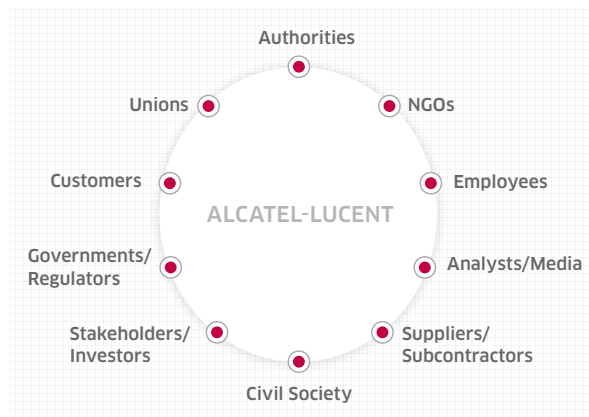 Authorities
Unions
NGOs
Customers
Employees
ALCATEL-LUCENT
Governments/
Regulators
Analysts/Media
Stakeholders/
Investors
Suppliers/
Subcontractors
Civil Society